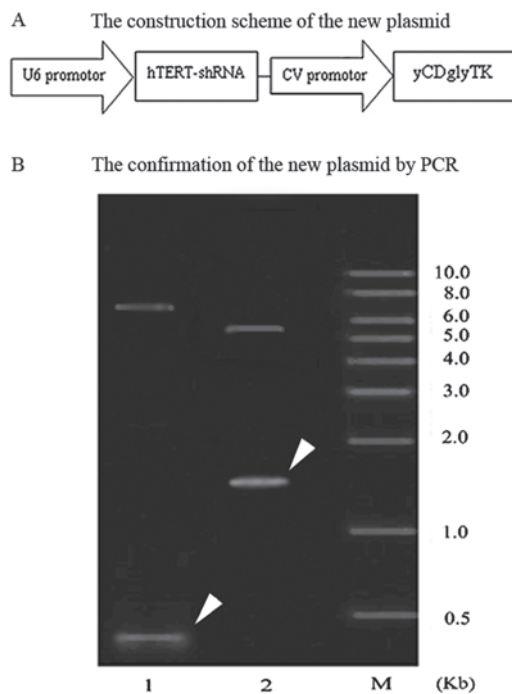 A The construction scheme of the new plasmid
U6 promotor hTERT-shRNA CV promotor yCDglyTK
B The confirmation of the new plasmid by PCR
10.0
8.0
6.0
5.0
4.0
3.0
2.0
1.0
0.5
1 2 M (Kb)